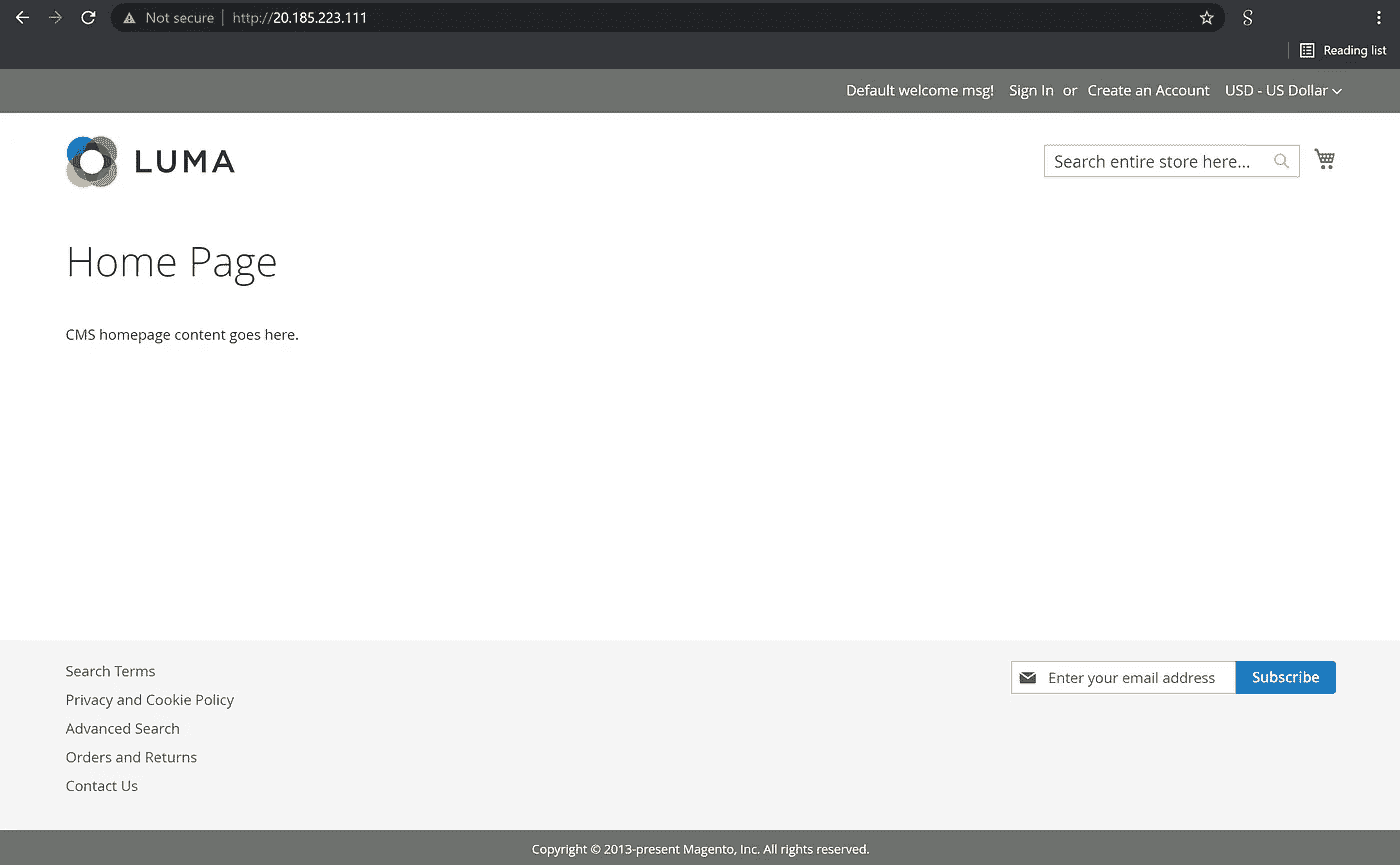 Not secure http://20.185.223.111
Reading list
Default welcome msg! Sign In or Create an Account USD - US Dollar
LUMA
Search entire store here...
Home Page
CMS homepage content goes here.
Search Terms
Enter your email address Subscribe
Privacy and Cookie Policy
Advanced Search
Orders and Returns
Contact Us
Copyright © 2013-present Magento, Inc. All rights reserved.